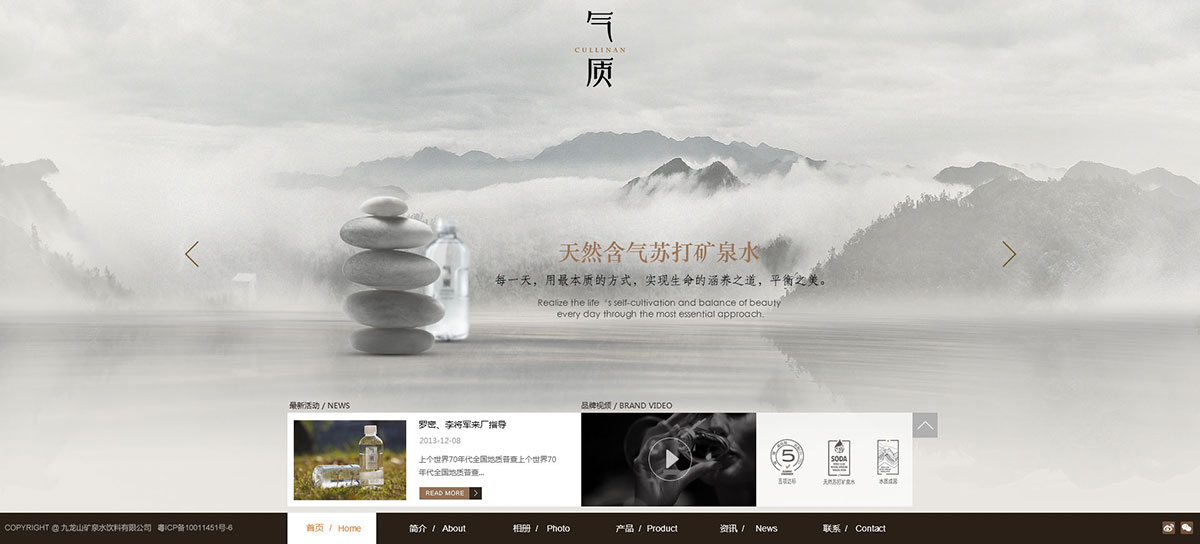 气
CULLINAN
质
天然含气苏打矿泉水
每一天，用最本质的方式，实现生命的涵养之道，平衡之美。
Realize the life‘s self-cultivation and balance of beauty
every day through the most essential approach.
最新活动 / NEWS
品牌视频 / BRAND VIDEO
罗密、李将军来厂指导
2013-12-08
上个世界70年代全国地质普查上个世界70
年代全国地质普查...
READ MORE
5
五项达标
SODA
天然苏打矿泉水
水质成画
COPYRIGHT @ 九龙山矿泉水饮料有限公司 粤ICP备10011451号-6
首页 / Home
简介 / About
相册 / Photo
产品 / Product
资讯 / News
联系 / Contact